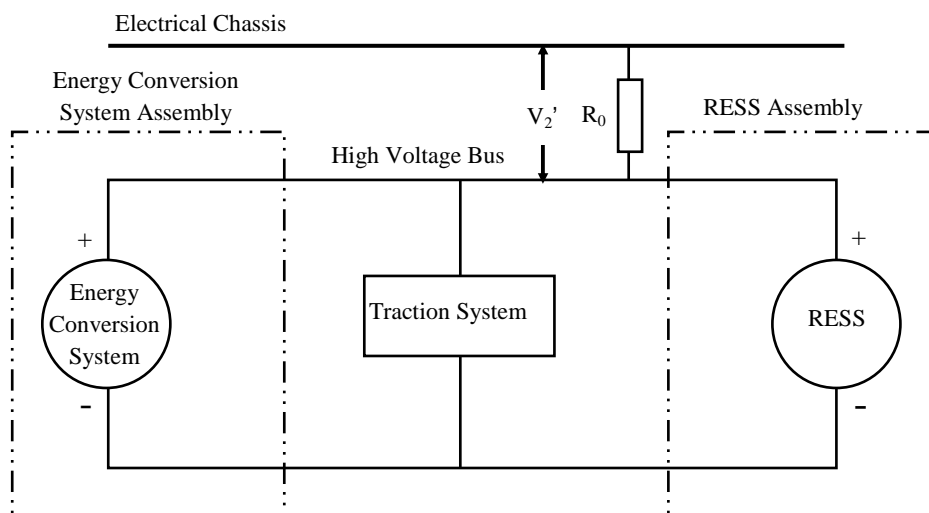 Electrical Chassis
Energy Conversion
System Assembly
V2’
R0
RESS Assembly
High Voltage Bus
+
+
Energy
Conversion
System
Traction System
RESS
-
-